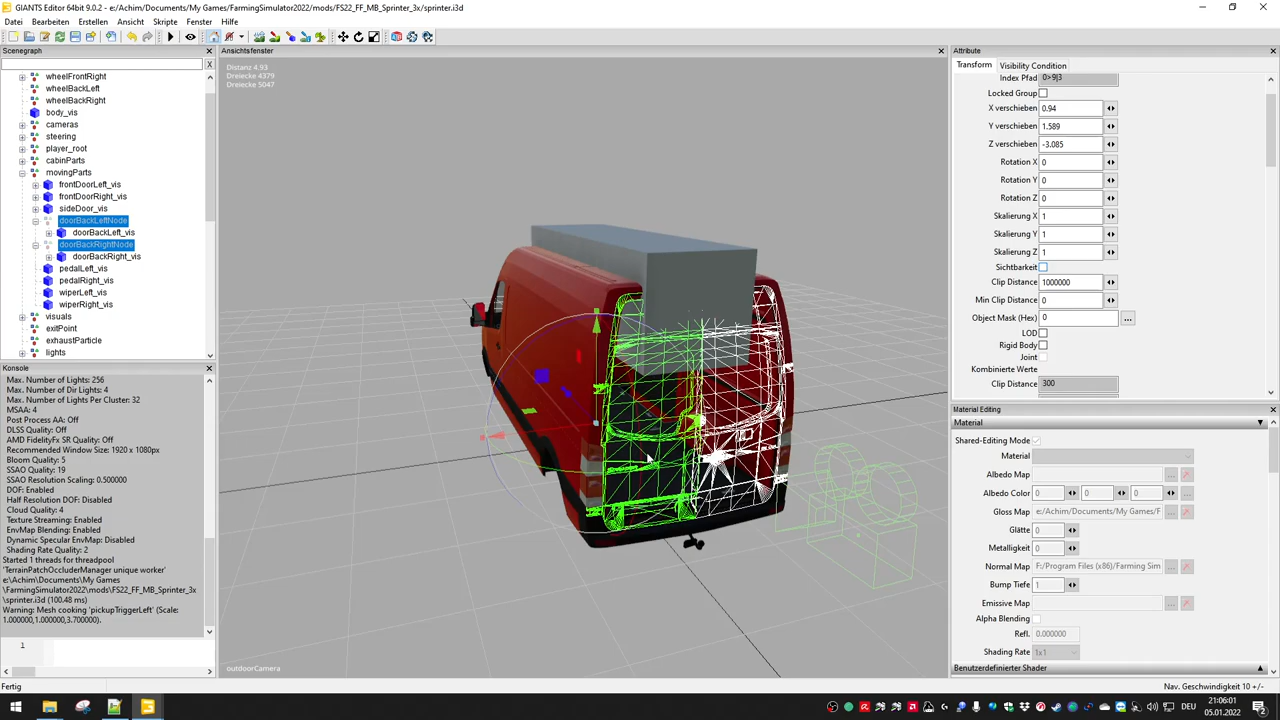 GIANTS Editor 64bit 9.0.2 - e:/Achim/Documents/My Games/FarmingSimulator2022/mods/FS22_FF_MB_Sprinter_3x/sprinter.i3d
Datei Bearbeiten Erstellen Ansicht Skripte Fenster Hilfe
Scenegraph
X
wheelFrontRight
wheelBackLeft
wheelBackRight
body_vis
cameras
steering
player_root
cabinParts
movingParts
frontDoorLeft_vis
frontDoorRight_vis
sideDoor_vis
doorBackLeftNode
doorBackLeft_vis
doorBackRightNode
doorBackRight_vis
pedalLeft_vis
pedalRight_vis
wiperLeft_vis
wiperRight_vis
visuals
exitPoint
exhaustParticle
lights
Konsole
Max. Number of Lights: 256
Max. Number of Dir Lights: 4
Max. Number of Lights Per Cluster: 32
MSAA: 4
Post Process AA: Off
DLSS Quality: Off
AMD FidelityFx SR Quality: Off
Recommended Window Size: 1920 x 1080px
Bloom Quality: 5
SSAO Quality: 19
SSAO Resolution Scaling: 0.500000
DOF: Enabled
Half Resolution DOF: Disabled
Cloud Quality: 4
Texture Streaming: Enabled
EnvMap Blending: Enabled
Dynamic Specular EnvMap: Disabled
Shading Rate Quality: 2
Started 1 threads for threadpool
'TerrainPatchOccluderManager unique worker'
e:\Achim\Documents\My Games
\FarmingSimulator2022\mods\FS22_FF_MB_Sprinter_3x
\sprinter.i3d (100.48 ms)
Warning: Mesh cooking 'pickupTriggerLeft' (Scale:
1.000000,1.000000,3.700000).
1
Ansichtsfenster
Distanz 4.93
Dreiecke 4379
Dreiecke 5047
outdoorCamera
Attribute
Transform Visibility Condition
Index Pfad 0>9|3
Locked Group
X verschieben 0.94
Y verschieben 1.589
Z verschieben -3.085
Rotation X 0
Rotation Y 0
Rotation Z 0
Skalierung X 1
Skalierung Y 1
Skalierung Z 1
Sichtbarkeit
Clip Distance 1000000
Min Clip Distance 0
Object Mask (Hex) 0 ...
LOD
Rigid Body
Joint
Kombinierte Werte
Clip Distance 300
Material Editing
Material
Shared-Editing Mode
Material
Albedo Map ...
Albedo Color 0 0 0 ...
Gloss Map e:/Achim/Documents/My Games/F ...
Glätte 0
Metalligkeit 0
Normal Map F:/Program Files (x86)/Farming Sim ...
Bump Tiefe 1
Emissive Map ...
Alpha Blending
Refl. 0.000000
Shading Rate 1x1
Benutzerdefinierter Shader
Fertig
Nav. Geschwindigkeit 10 +/-
DEU
21:06:01
05.01.2022